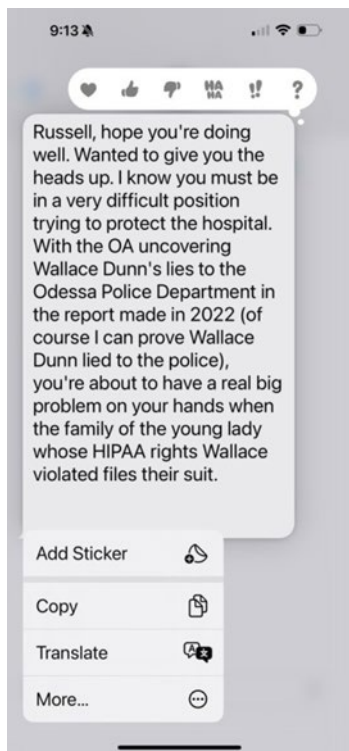 9:13
HA
HA
!!
?
Russell, hope you're doing
well. Wanted to give you the
heads up. I know you must be
in a very difficult position
trying to protect the hospital.
With the OA uncovering
Wallace Dunn's lies to the
Odessa Police Department in
the report made in 2022 (of
course I can prove Wallace
Dunn lied to the police),
you're about to have a real big
problem on your hands when
the family of the young lady
whose HIPAA rights Wallace
violated files their suit.
Add Sticker
Copy
Translate
More...